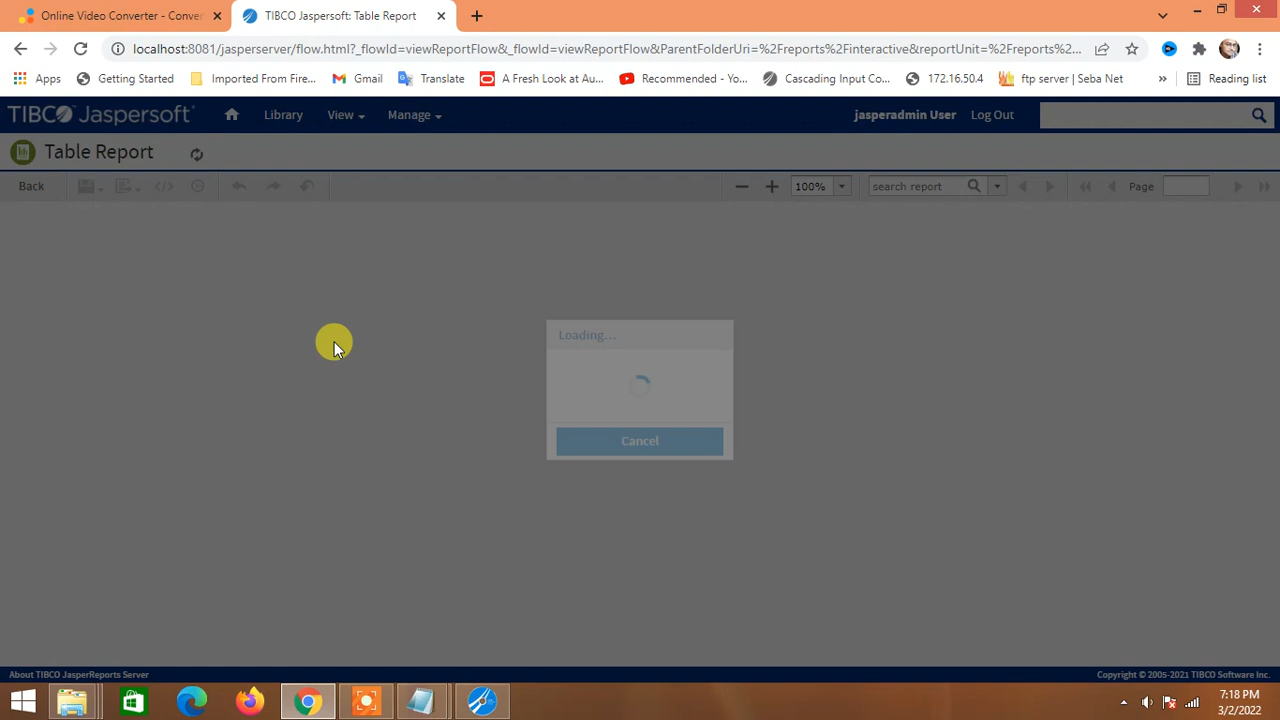 Online Video Converter - Conver
TIBCO Jaspersoft: Table Report
localhost:8081/jasperserver/flow.html?_flowId=viewReportFlow&_flowId=viewReportFlow&ParentFolderUri=%2Freports%2Finteractive&reportUnit=%2Freports%2...
Apps
Getting Started
Imported From Fire...
Gmail
Translate
A Fresh Look at Au...
Recommended - Yo...
Cascading Input Co...
172.16.50.4
ftp server | Seba Net
»
Reading list
TIBCO Jaspersoft
Library
View
Manage
jasperadmin User
Log Out
Table Report
Back
100%
search report
Page
Loading...
Cancel
About TIBCO JasperReports Server
Copyright © 2005-2021 TIBCO Software Inc.
7:18 PM
3/2/2022